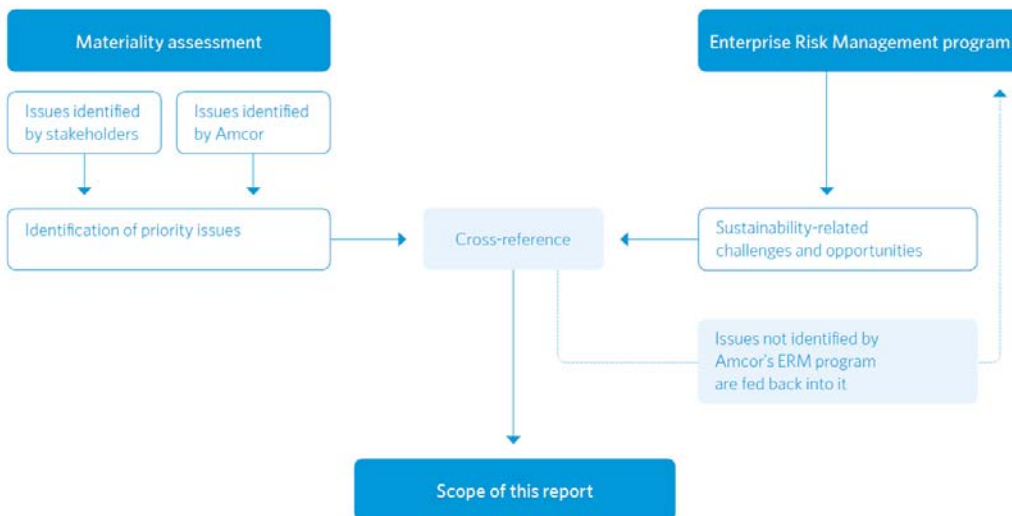 Materiality assessment
Enterprise Risk Management program
Issues identified
by stakeholders
Issues identified
by Amcor
Identification of priority issues
Cross-reference
Sustainability-related
challenges and opportunities
Issues not identified by
Amcor's ERM program
are fed back into it
Scope of this report